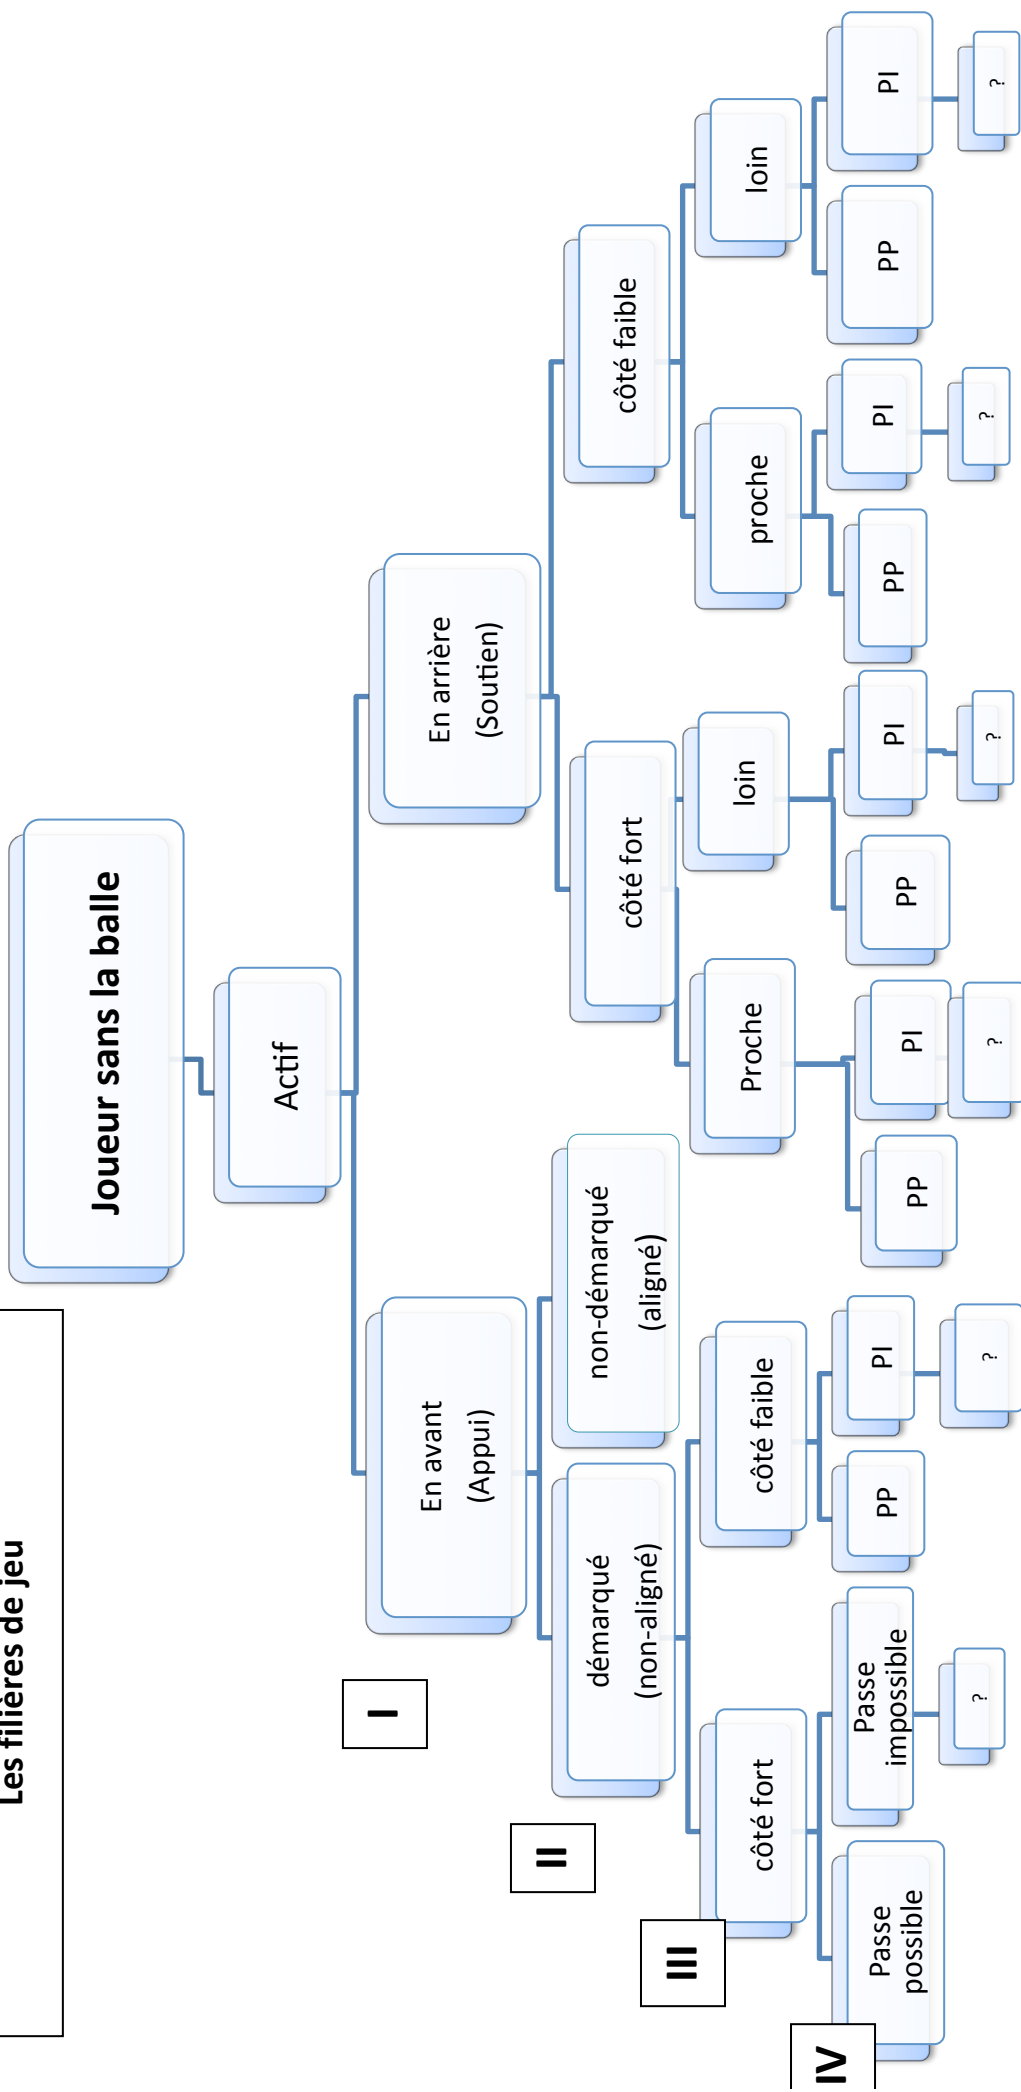 Les filières de jeu
Joueur sans la balle
Actif
I
En avant
(Appui)
En arrière
(Soutien)
II
démarqué
(non-aligné)
non-démarqué
(aligné)
côté fort
côté faible
III
côté fort
côté faible
Proche
loin
proche
loin
IV
Passe
possible
Passe
impossible
PP
PI
PP
PI
PP
PI
PP
PI
PP
PI
?
?
?
?
?
?